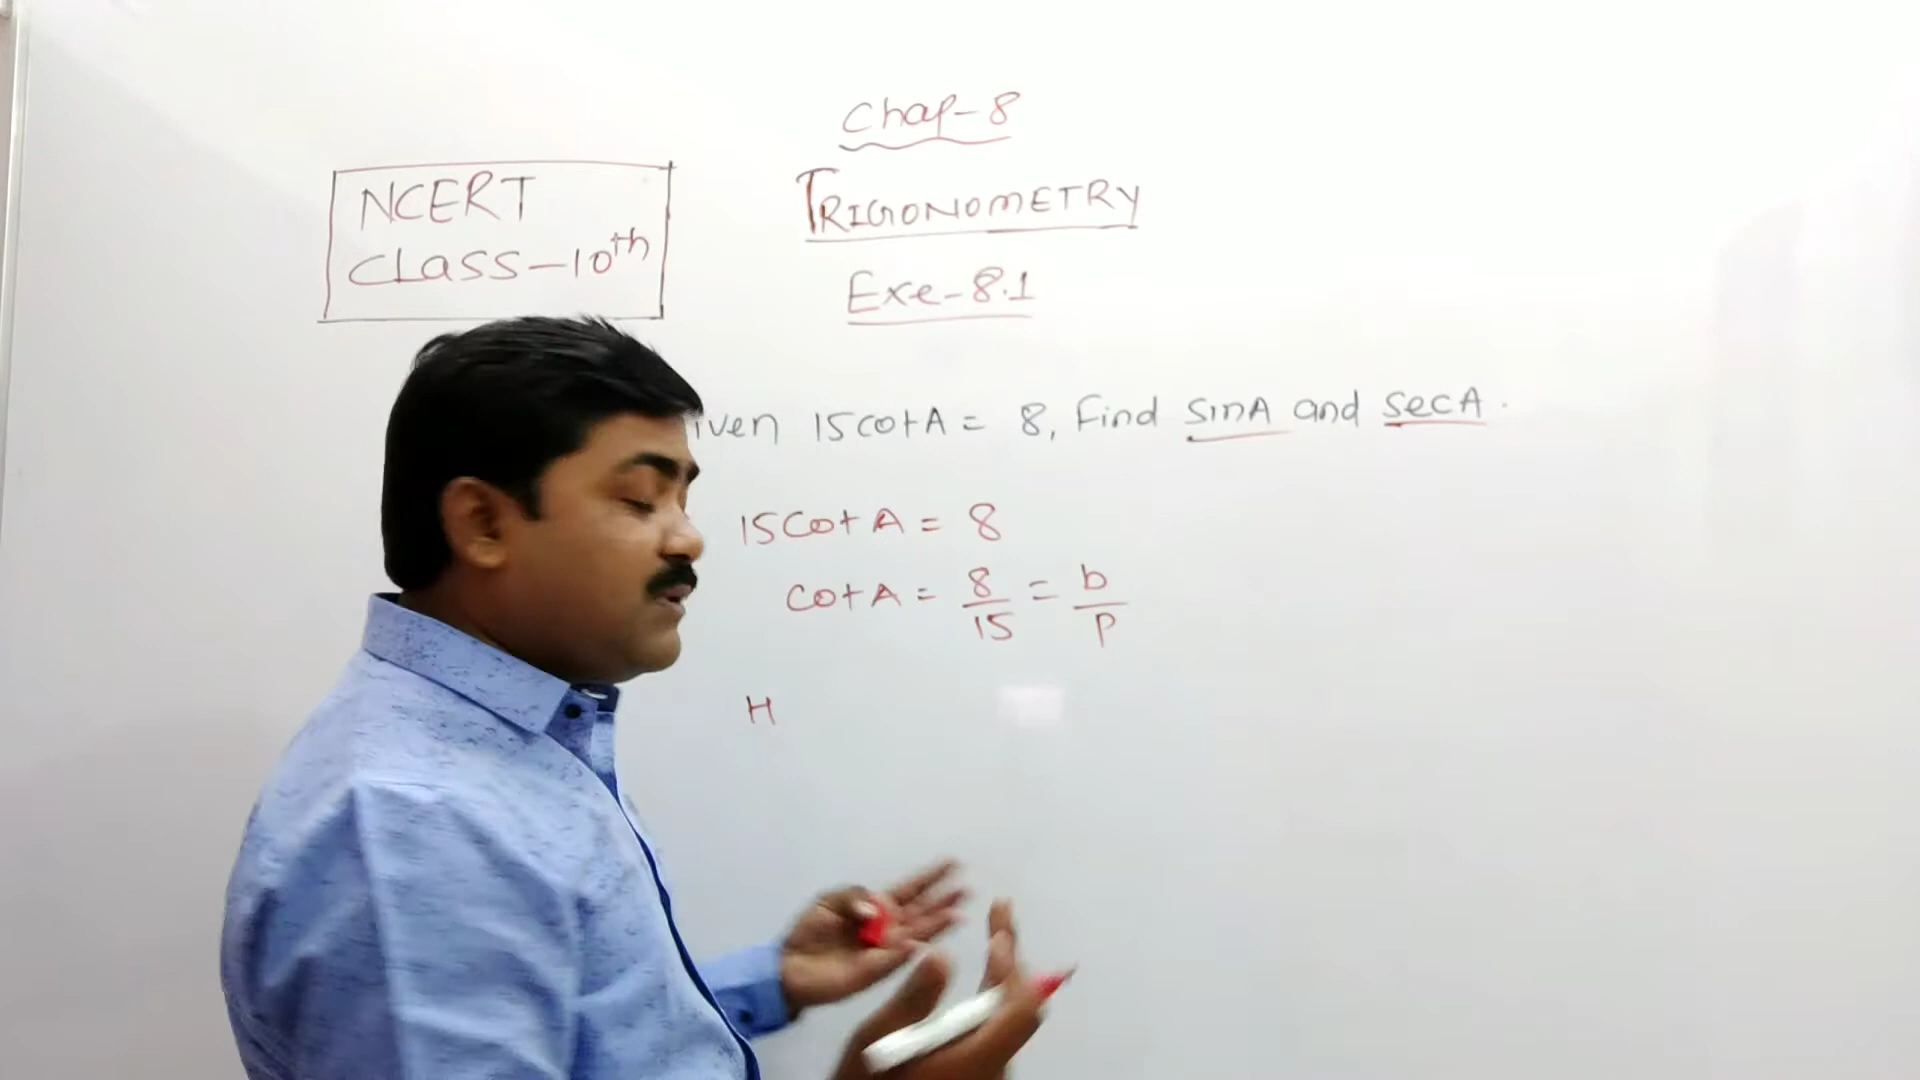 Chap-8
NCERT
CLASS-10th
TRIGONOMETRY
Exe-8.1
iven 15cotA = 8, Find sinA and secA.
15cotA = 8
cotA = 8/15 = b/P
H